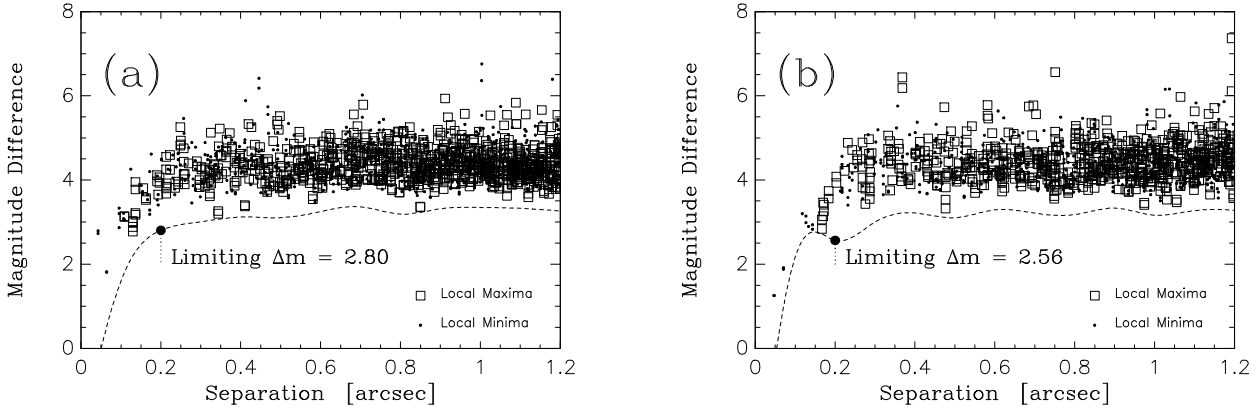 8
6
4
2
0
Magnitude Difference
(a)
Limiting Δm = 2.80
Local Maxima
Local Minima
0 0.2 0.4 0.6 0.8 1 1.2
Separation [arcsec]
8
6
4
2
0
Magnitude Difference
(b)
Limiting Δm = 2.56
Local Maxima
Local Minima
0 0.2 0.4 0.6 0.8 1 1.2
Separation [arcsec]